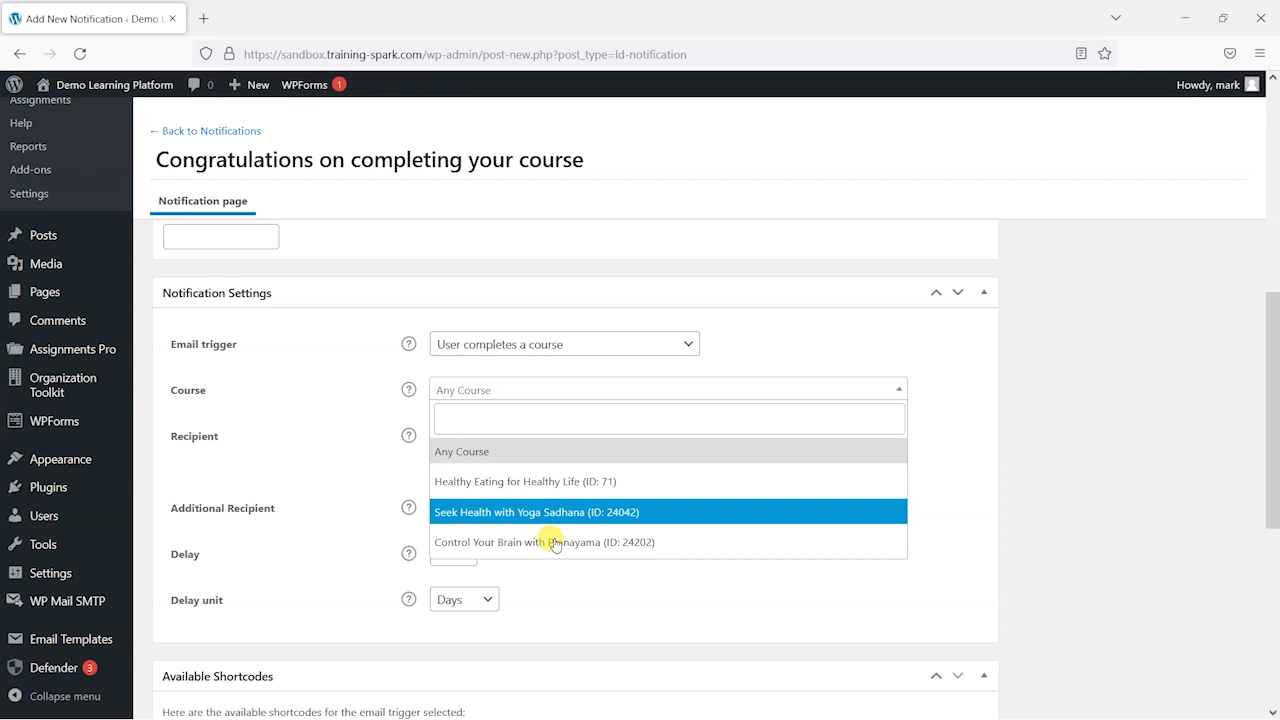 Add New Notification ‹ Demo L
https://sandbox.training-spark.com/wp-admin/post-new.php?post_type=ld-notification
Demo Learning Platform 0 New WPForms 1 Howdy, mark
Assignments
Help
Reports
Add-ons
Settings
Posts
Media
Pages
Comments
Assignments Pro
Organization
Toolkit
WPForms
Appearance
Plugins
Users
Tools
Settings
WP Mail SMTP
Email Templates
Defender 3
Collapse menu
← Back to Notifications
Congratulations on completing your course
Notification page
Notification Settings
Email trigger ? User completes a course
Course ? Any Course
Any Course
Healthy Eating for Healthy Life (ID: 71)
Seek Health with Yoga Sadhana (ID: 24042)
Control Your Brain with nayama (ID: 24202)
Recipient ?
Additional Recipient ?
Delay ?
Delay unit ? Days
Available Shortcodes
Here are the available shortcodes for the email trigger selected: